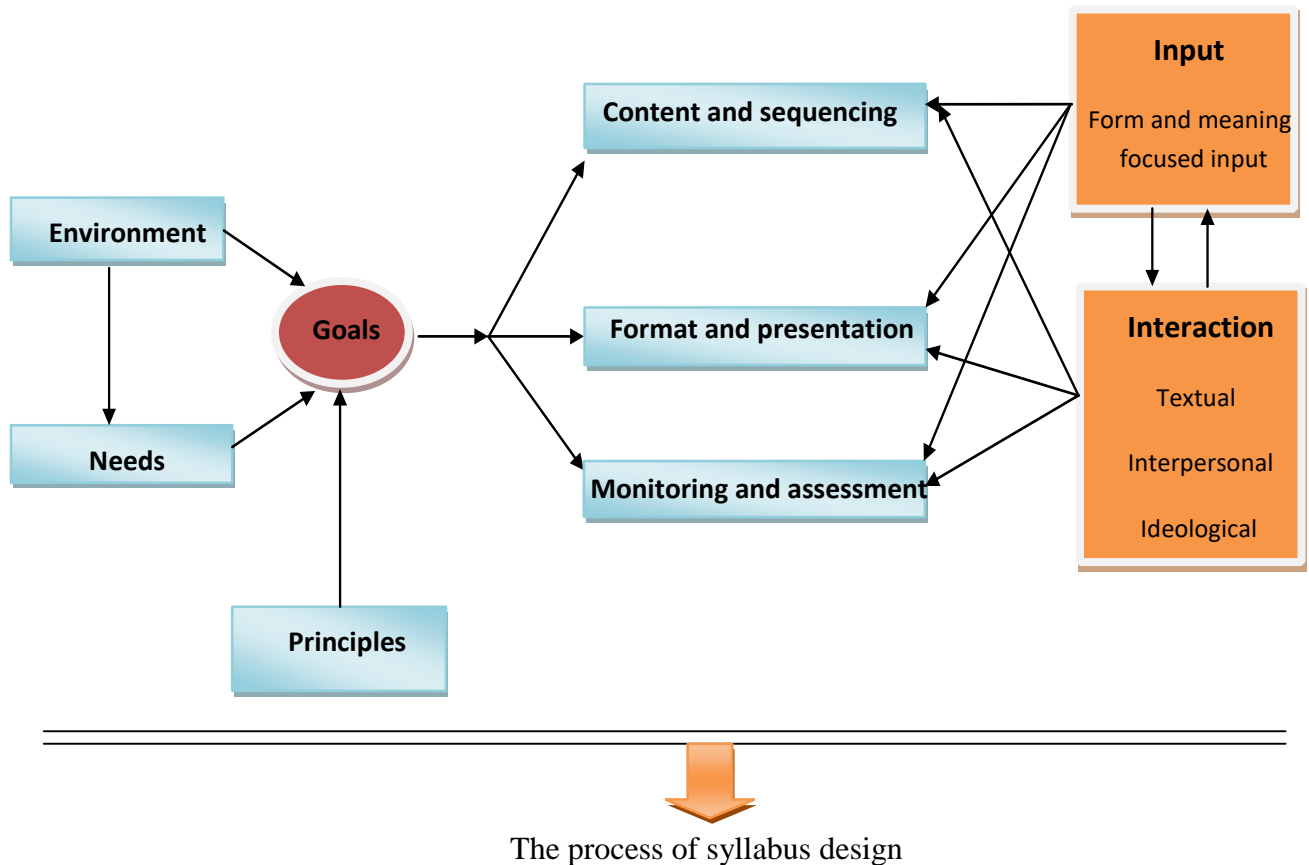 Environment
Needs
Goals
Principles
Content and sequencing
Format and presentation
Monitoring and assessment
Input
Form and meaning
focused input
Interaction
Textual
Interpersonal
Ideological
The process of syllabus design